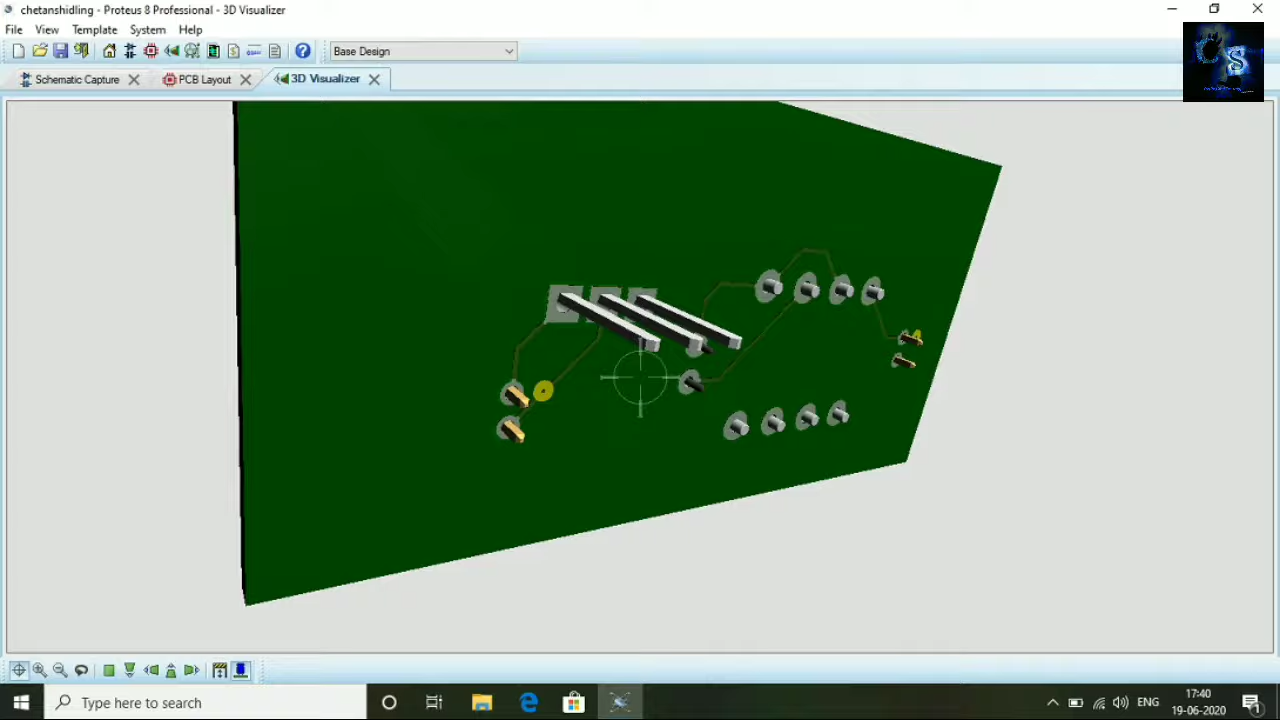 chetanshidling - Proteus 8 Professional - 3D Visualizer
File View Template System Help
Base Design
Schematic Capture PCB Layout 3D Visualizer
Type here to search
ENG
17:40
19-06-2020
1